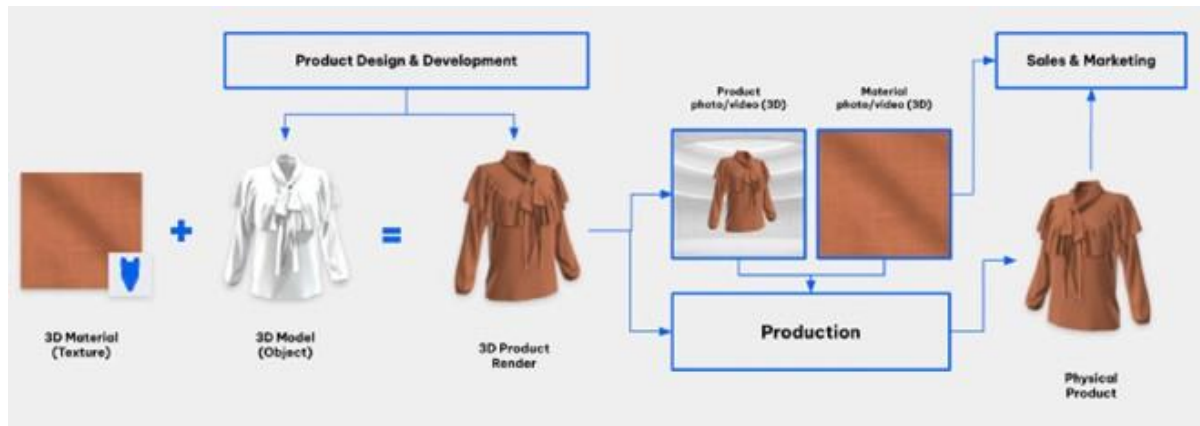 Product Design & Development
Sales & Marketing
Product
photo/video (3D)
Material
photo/video (3D)
3D Material
(Texture)
3D Model
(Object)
3D Product
Render
Production
Physical
Product